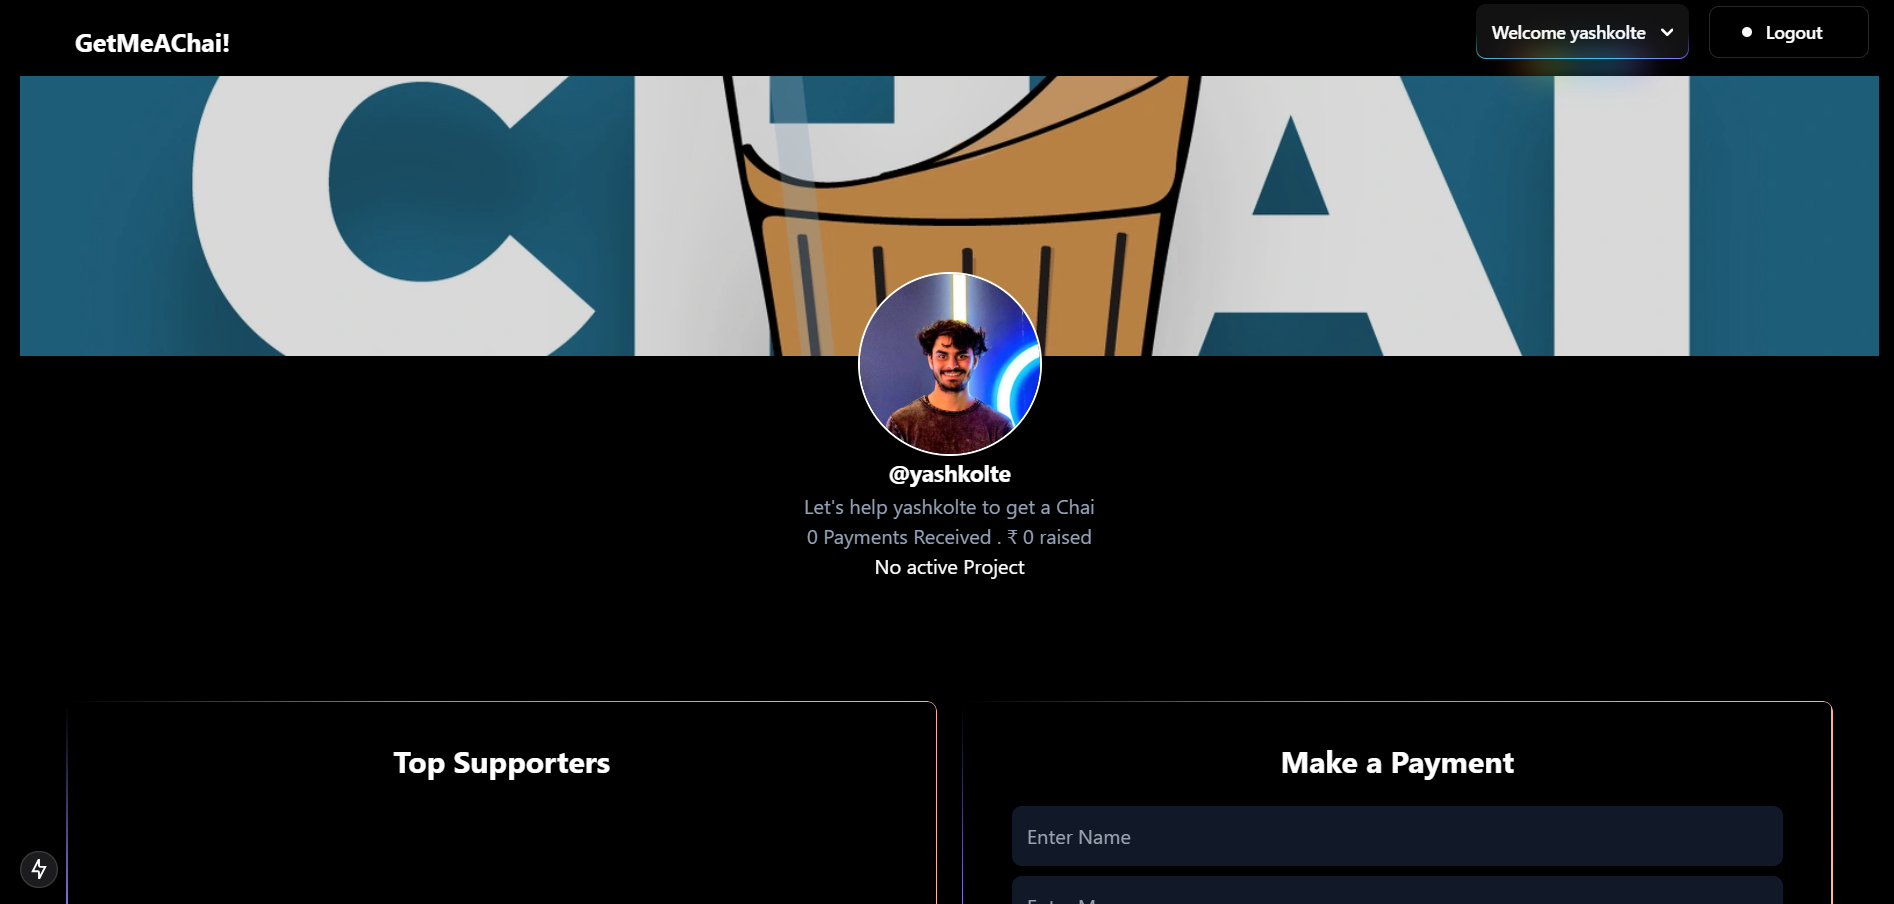 GetMeAChai!
Welcome yashkolte
Logout
CHAI
@yashkolte
Let's help yashkolte to get a Chai
0 Payments Received . ₹ 0 raised
No active Project
Top Supporters
Make a Payment
Enter Name